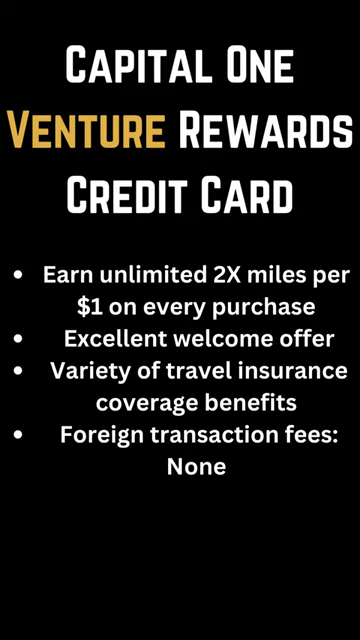 CAPITAL ONE
VENTURE REWARDS
CREDIT CARD
• Earn unlimited 2X miles per
$1 on every purchase
• Excellent welcome offer
• Variety of travel insurance
coverage benefits
• Foreign transaction fees:
None